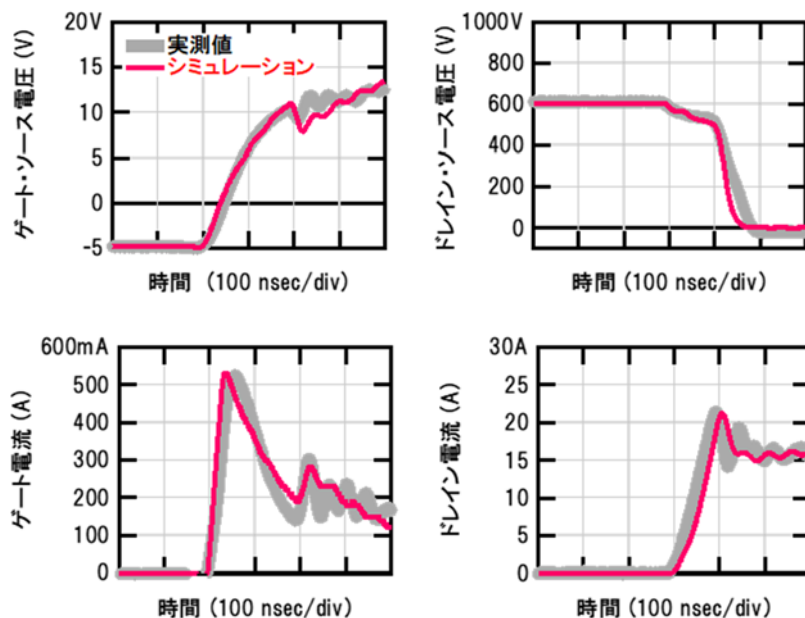 20V
15
10
5
0
-5
ゲート・ソース電圧 (V)
実測値
シミュレーション
時間 (100 nsec/div)
1000V
800
600
400
200
0
ドレイン・ソース電圧 (V)
時間 (100 nsec/div)
600mA
500
400
300
200
100
0
ゲート電流 (A)
時間 (100 nsec/div)
30A
25
20
15
10
5
0
ドレイン電流 (A)
時間 (100 nsec/div)